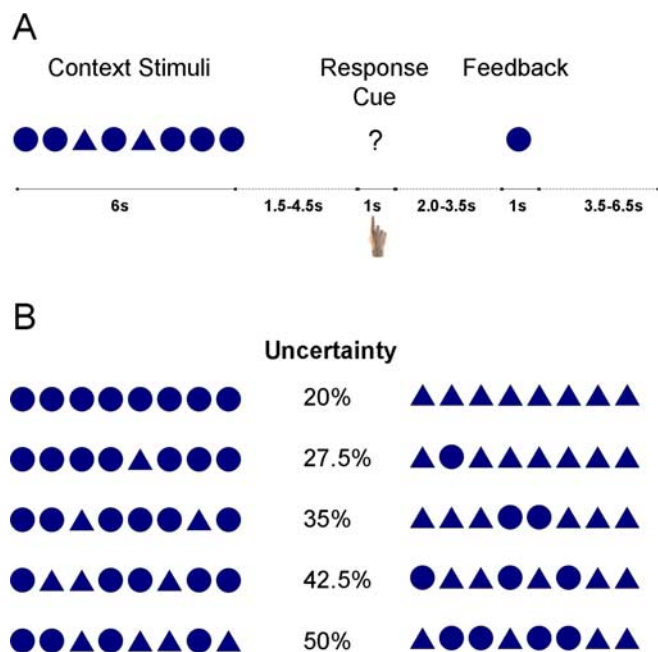 A
Context Stimuli
Response
Cue
Feedback
?
6s
1.5-4.5s
1s
2.0-3.5s
1s
3.5-6.5s
B
Uncertainty
20%
27.5%
35%
42.5%
50%